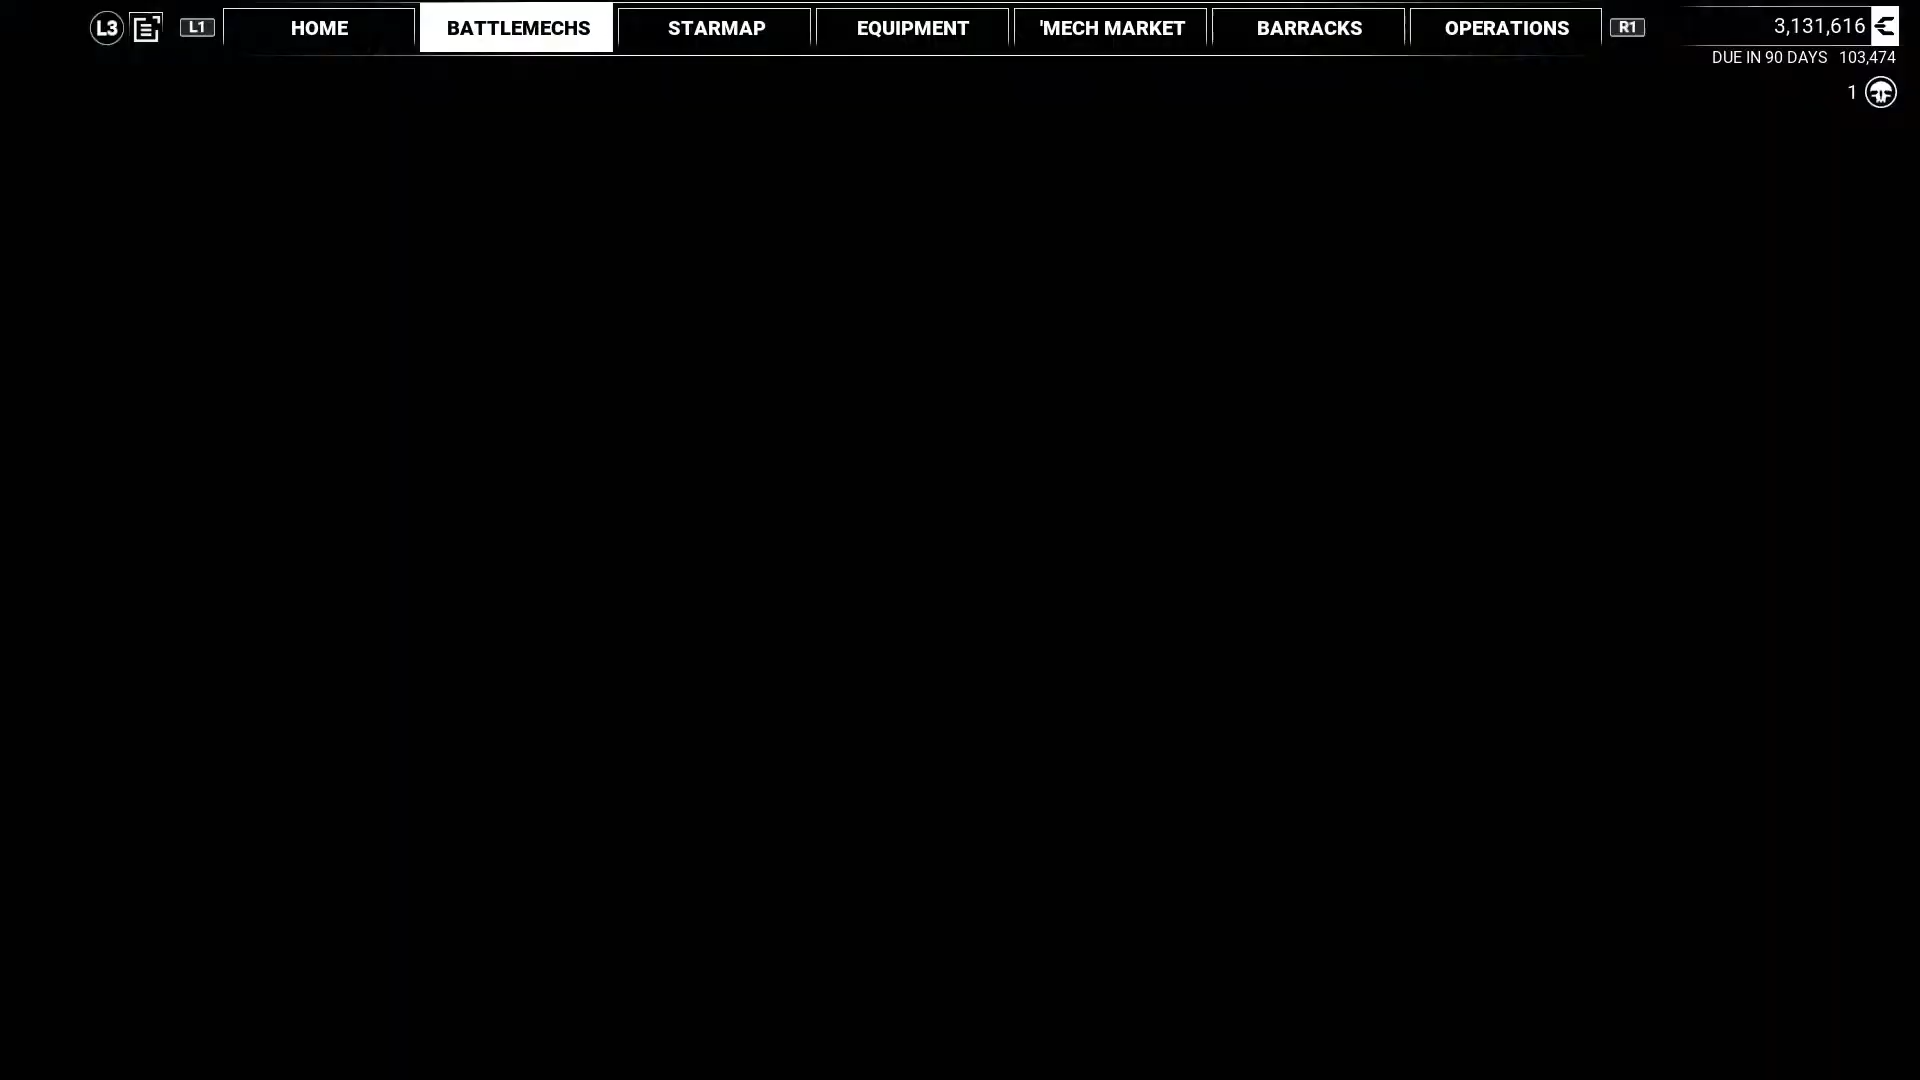 L3 L1 HOME BATTLEMECHS STARMAP EQUIPMENT 'MECH MARKET BARRACKS OPERATIONS R1 3,131,616
DUE IN 90 DAYS 103,474
1